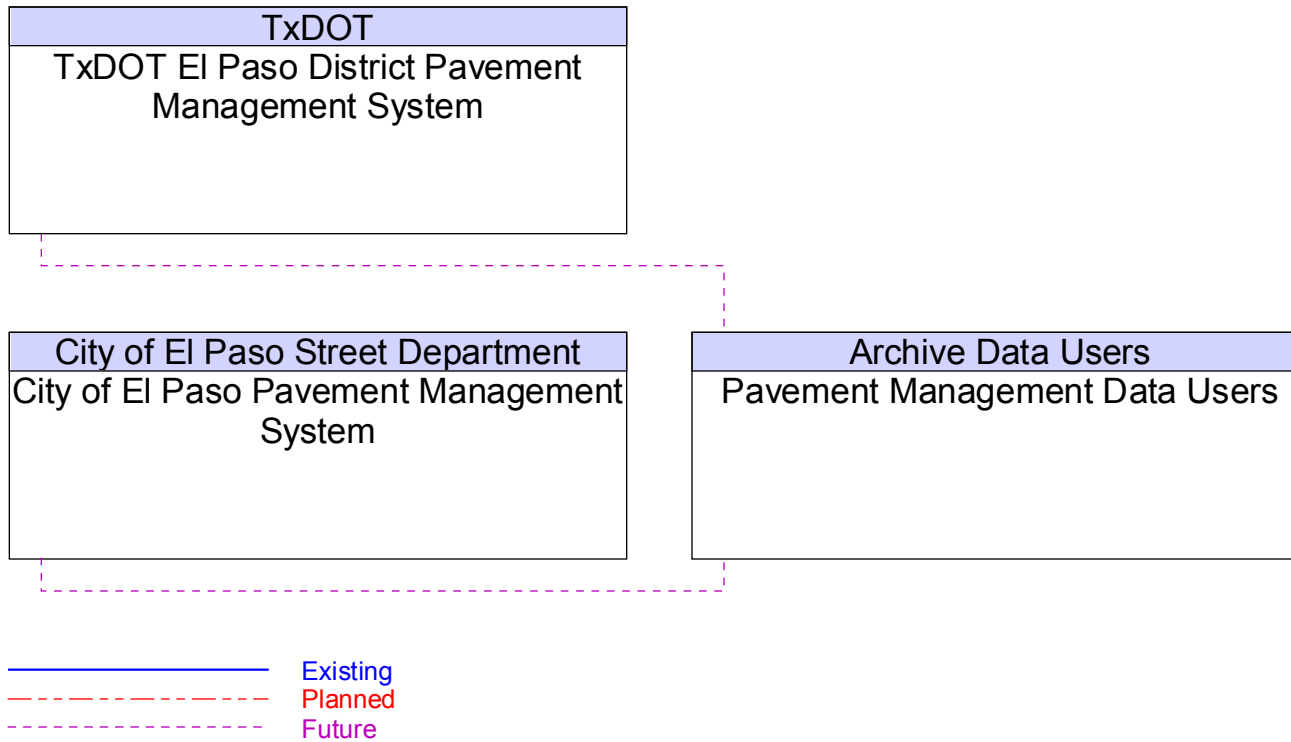 TxDOT
TxDOT El Paso District Pavement
Management System
City of El Paso Street Department
City of El Paso Pavement Management
System
Archive Data Users
Pavement Management Data Users
Existing
Planned
Future